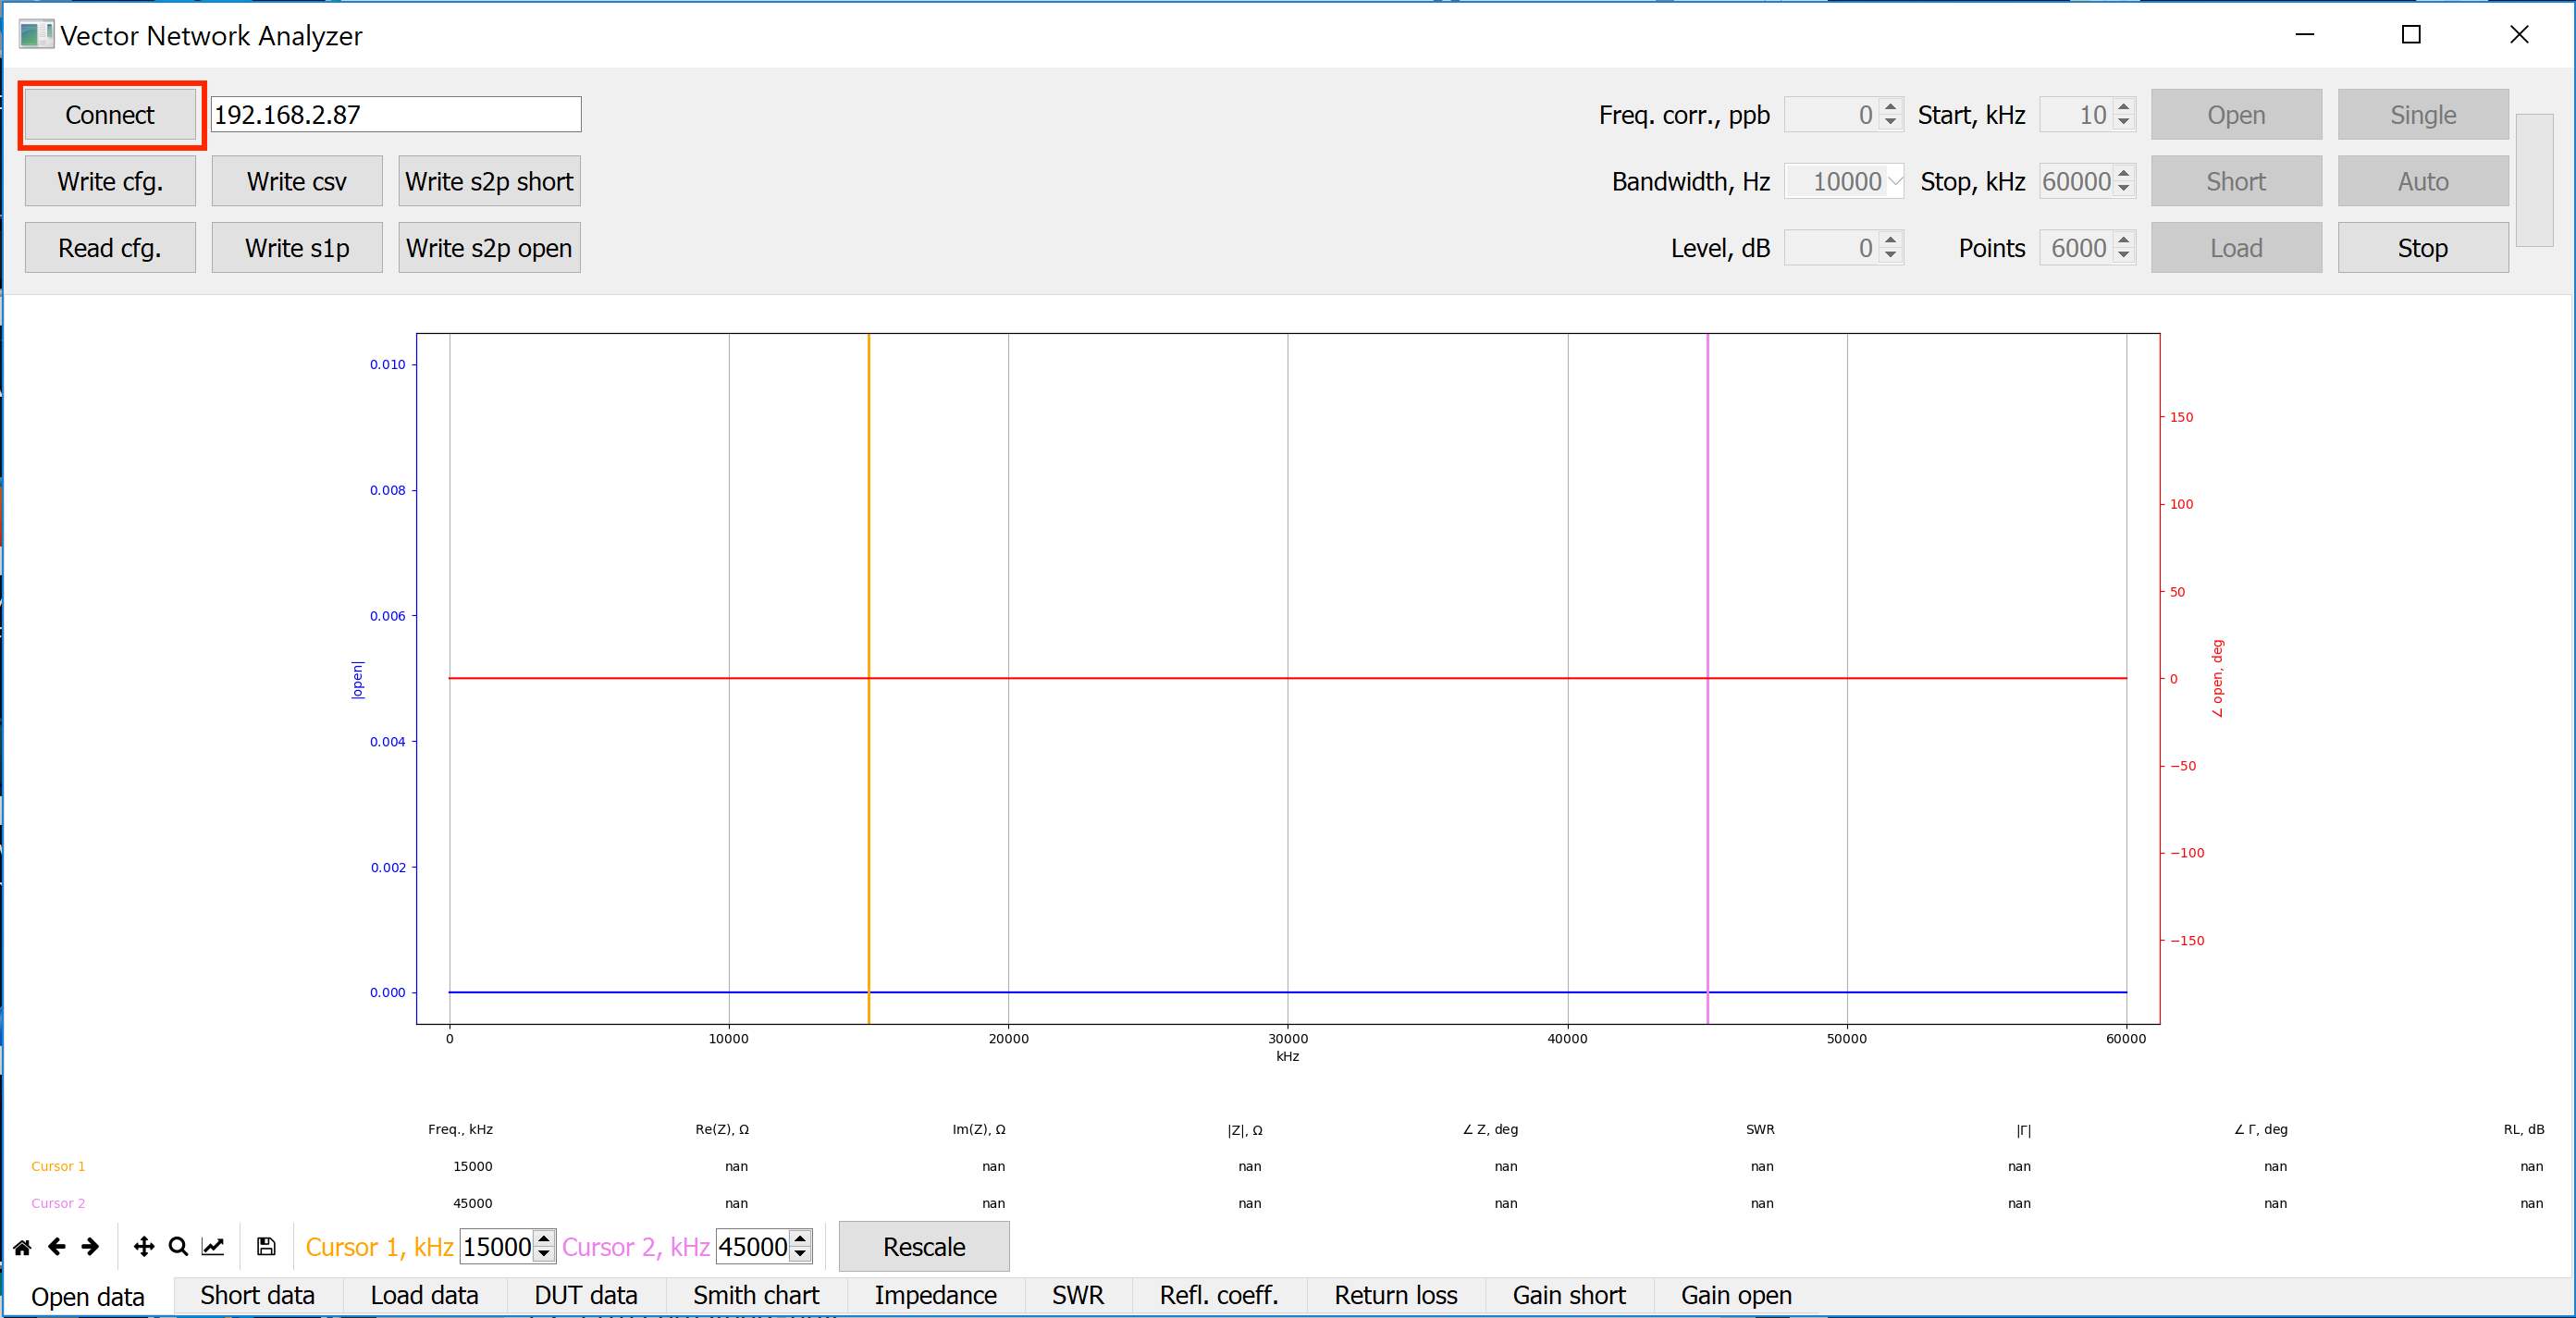 Vector Network Analyzer
Connect 192.168.2.87 Freq. corr., ppb 0 Start, kHz 10 Open Single
Write cfg. Write csv Write s2p short Bandwidth, Hz 10000 Stop, kHz 60000 Short Auto
Read cfg. Write s1p Write s2p open Level, dB 0 Points 6000 Load Stop
0.010
150
0.008
100
0.006
50
|open|
0
∠ open, deg
0.004
−50
0.002
−100
−150
0.000
0 10000 20000 30000 40000 50000 60000
kHz
Freq., kHz Re(Z), Ω Im(Z), Ω |Z|, Ω ∠ Z, deg SWR |Γ| ∠ Γ, deg RL, dB
Cursor 1 15000 nan nan nan nan nan nan nan nan
Cursor 2 45000 nan nan nan nan nan nan nan nan
Cursor 1, kHz 15000 Cursor 2, kHz 45000 Rescale
Open data Short data Load data DUT data Smith chart Impedance SWR Refl. coeff. Return loss Gain short Gain open